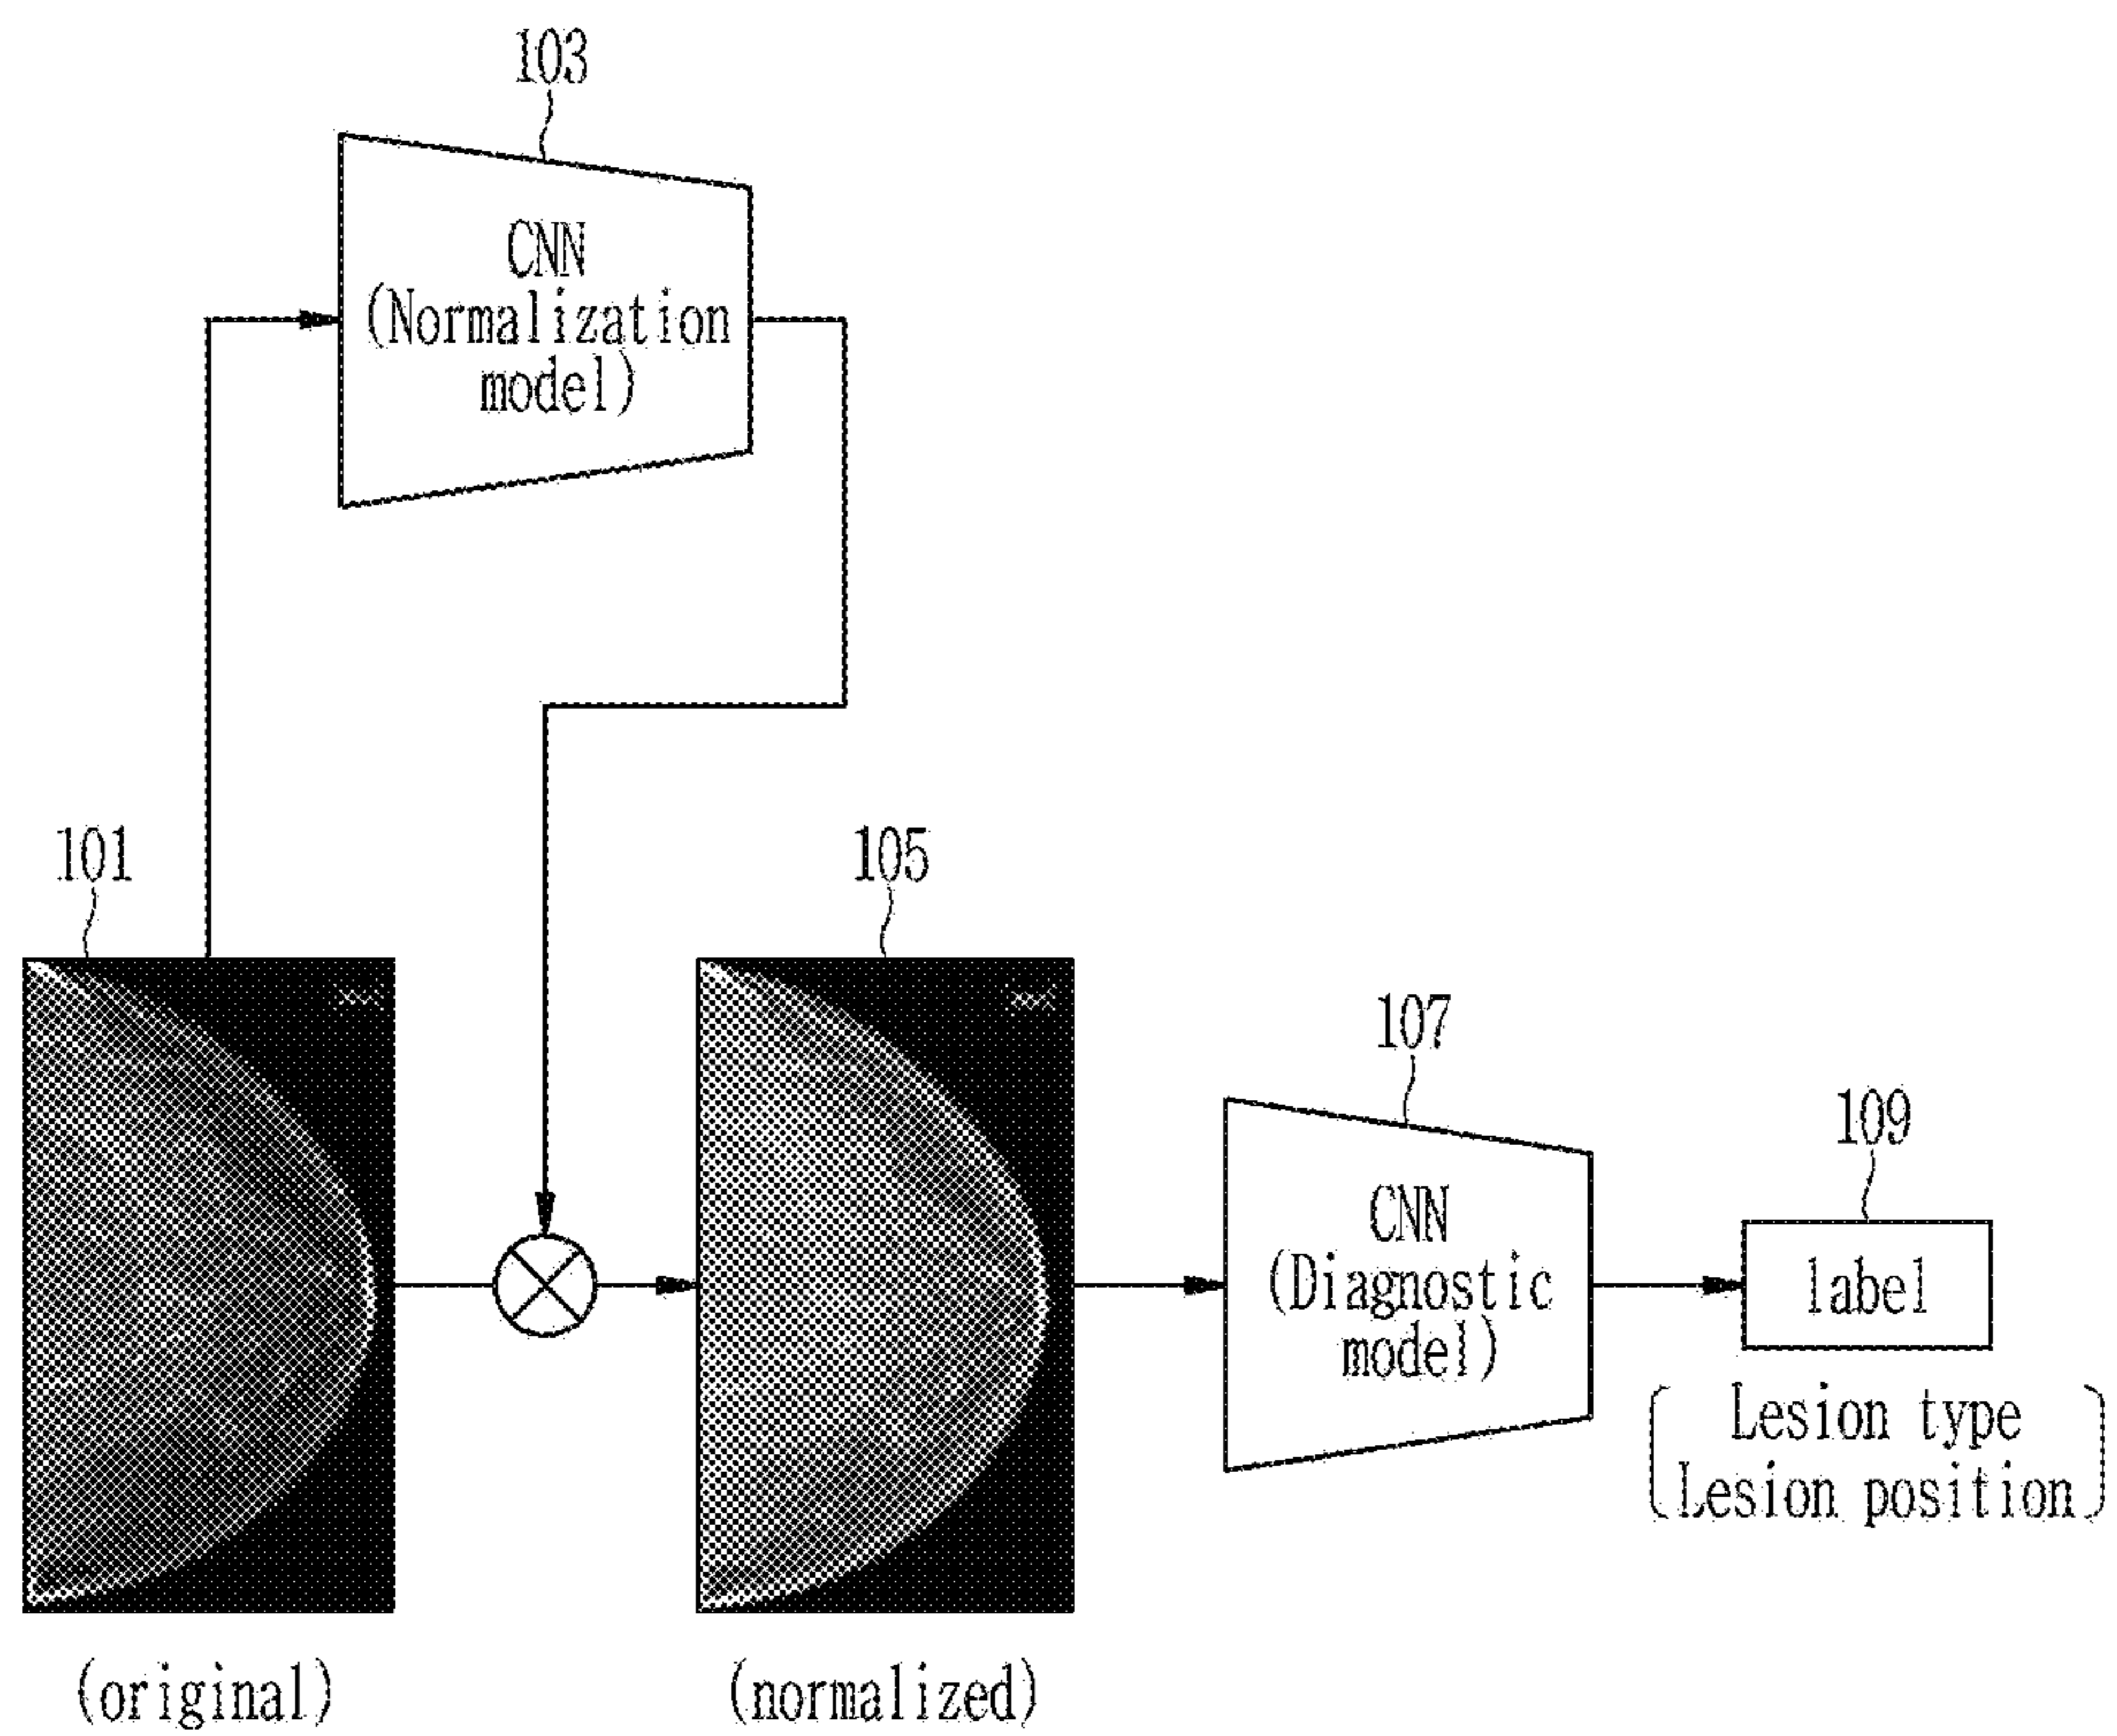 103
CNN
(Normalization
model)
101
105
107
CNN
(Diagnostic
model)
109
label
Lesion type
Lesion position
(original)
(normalized)